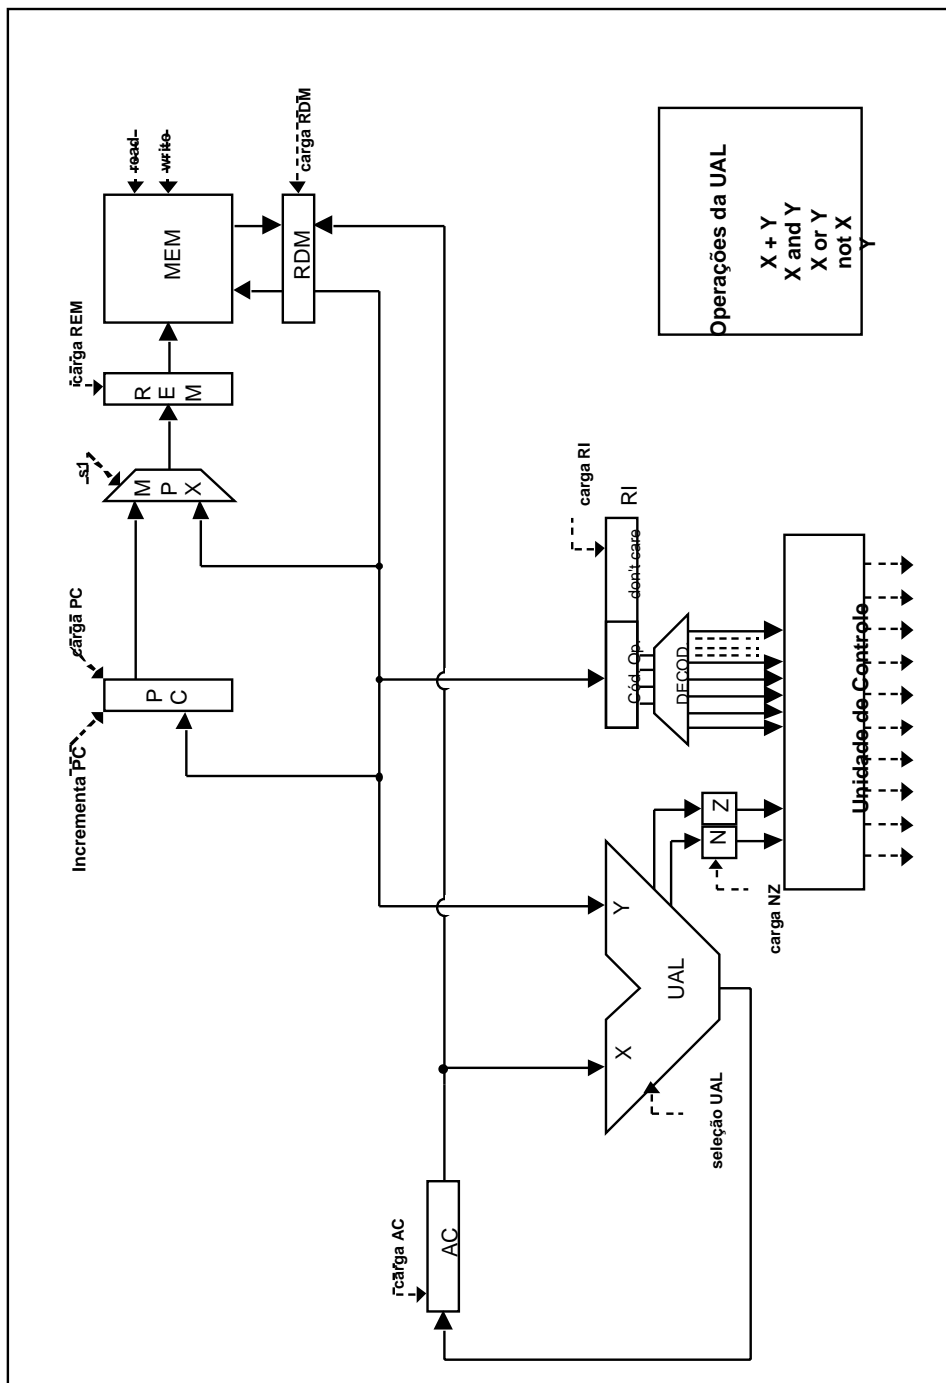 carga AC
AC
seleção UAL
X
UAL
Y
carga NZ
N
Z
Unidade de Controle
Incrementa PC
carga PC
P
C
DECOD
Cód. Op.
don't care
RI
carga RI
s1
M
P
X
carga REM
R
E
M
MEM
read
write
RDM
carga RDM
Operações da UAL
X + Y
X and Y
X or Y
not X
Y